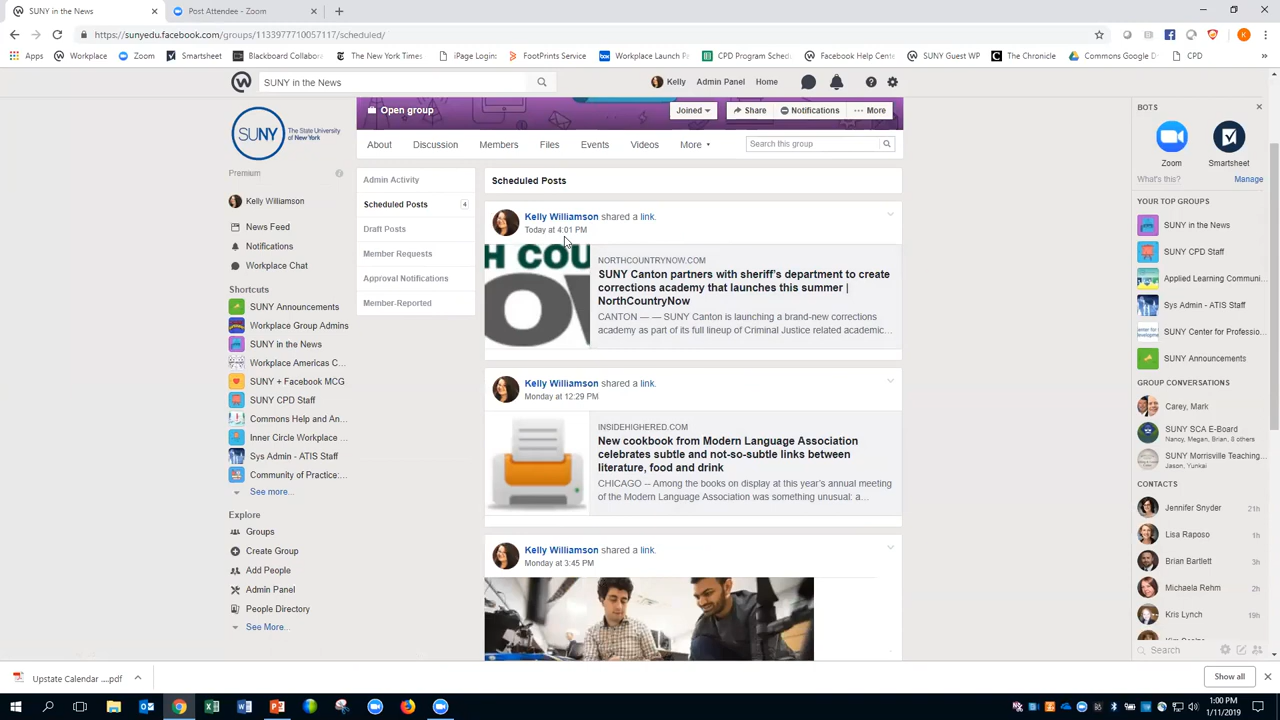 SUNY in the News
Post Attendee - Zoom
https://sunyedu.facebook.com/groups/1133977710057117/scheduled/
Apps
Workplace
Zoom
Smartsheet
Blackboard Collabora
The New York Times
iPage Login:
FootPrints Service
Workplace Launch Pa
CPD Program Schedu
Facebook Help Cente
SUNY Guest WP
The Chronicle
Commons Google D
CPD
SUNY in the News
Kelly
Admin Panel
Home
SUNY
The State University
of New York
Premium
Kelly Williamson
News Feed
Notifications
Workplace Chat
Shortcuts
SUNY Announcements
Workplace Group Admins
SUNY in the News
Workplace Americas C...
SUNY + Facebook MCG
SUNY CPD Staff
Commons Help and An...
Inner Circle Workplace ...
Sys Admin - ATIS Staff
Community of Practice:...
See more...
Explore
Groups
Create Group
Add People
Admin Panel
People Directory
See More...
Open group
Joined
Share
Notifications
More
About
Discussion
Members
Files
Events
Videos
More
Search this group
Admin Activity
Scheduled Posts 4
Draft Posts
Member Requests
Approval Notifications
Member-Reported
Scheduled Posts
Kelly Williamson shared a link.
Today at 4:01 PM
H COU
OW
NORTHCOUNTRYNOW.COM
SUNY Canton partners with sheriff's department to create
corrections academy that launches this summer |
NorthCountryNow
CANTON — — SUNY Canton is launching a brand-new corrections
academy as part of its full lineup of Criminal Justice related academic...
Kelly Williamson shared a link.
Monday at 12:29 PM
INSIDEHIGHERED.COM
New cookbook from Modern Language Association
celebrates subtle and not-so-subtle links between
literature, food and drink
CHICAGO -- Among the books on display at this year's annual meeting
of the Modern Language Association was something unusual: a...
Kelly Williamson shared a link.
Monday at 3:45 PM
BOTS
Zoom
Smartsheet
What's this?
Manage
YOUR TOP GROUPS
SUNY in the News
SUNY CPD Staff
Applied Learning Communi...
Sys Admin - ATIS Staff
SUNY Center for Professio...
SUNY Announcements
GROUP CONVERSATIONS
Carey, Mark
SUNY SCA E-Board
Nancy, Megan, Brian, 8 others
SUNY Morrisville Teaching...
Jason, Yunkai
CONTACTS
Jennifer Snyder 21h
Lisa Raposo 1h
Brian Bartlett 3h
Michaela Rehm 2h
Kris Lynch 19h
Search
Upstate Calendar ....pdf
Show all
1:00 PM
1/11/2019